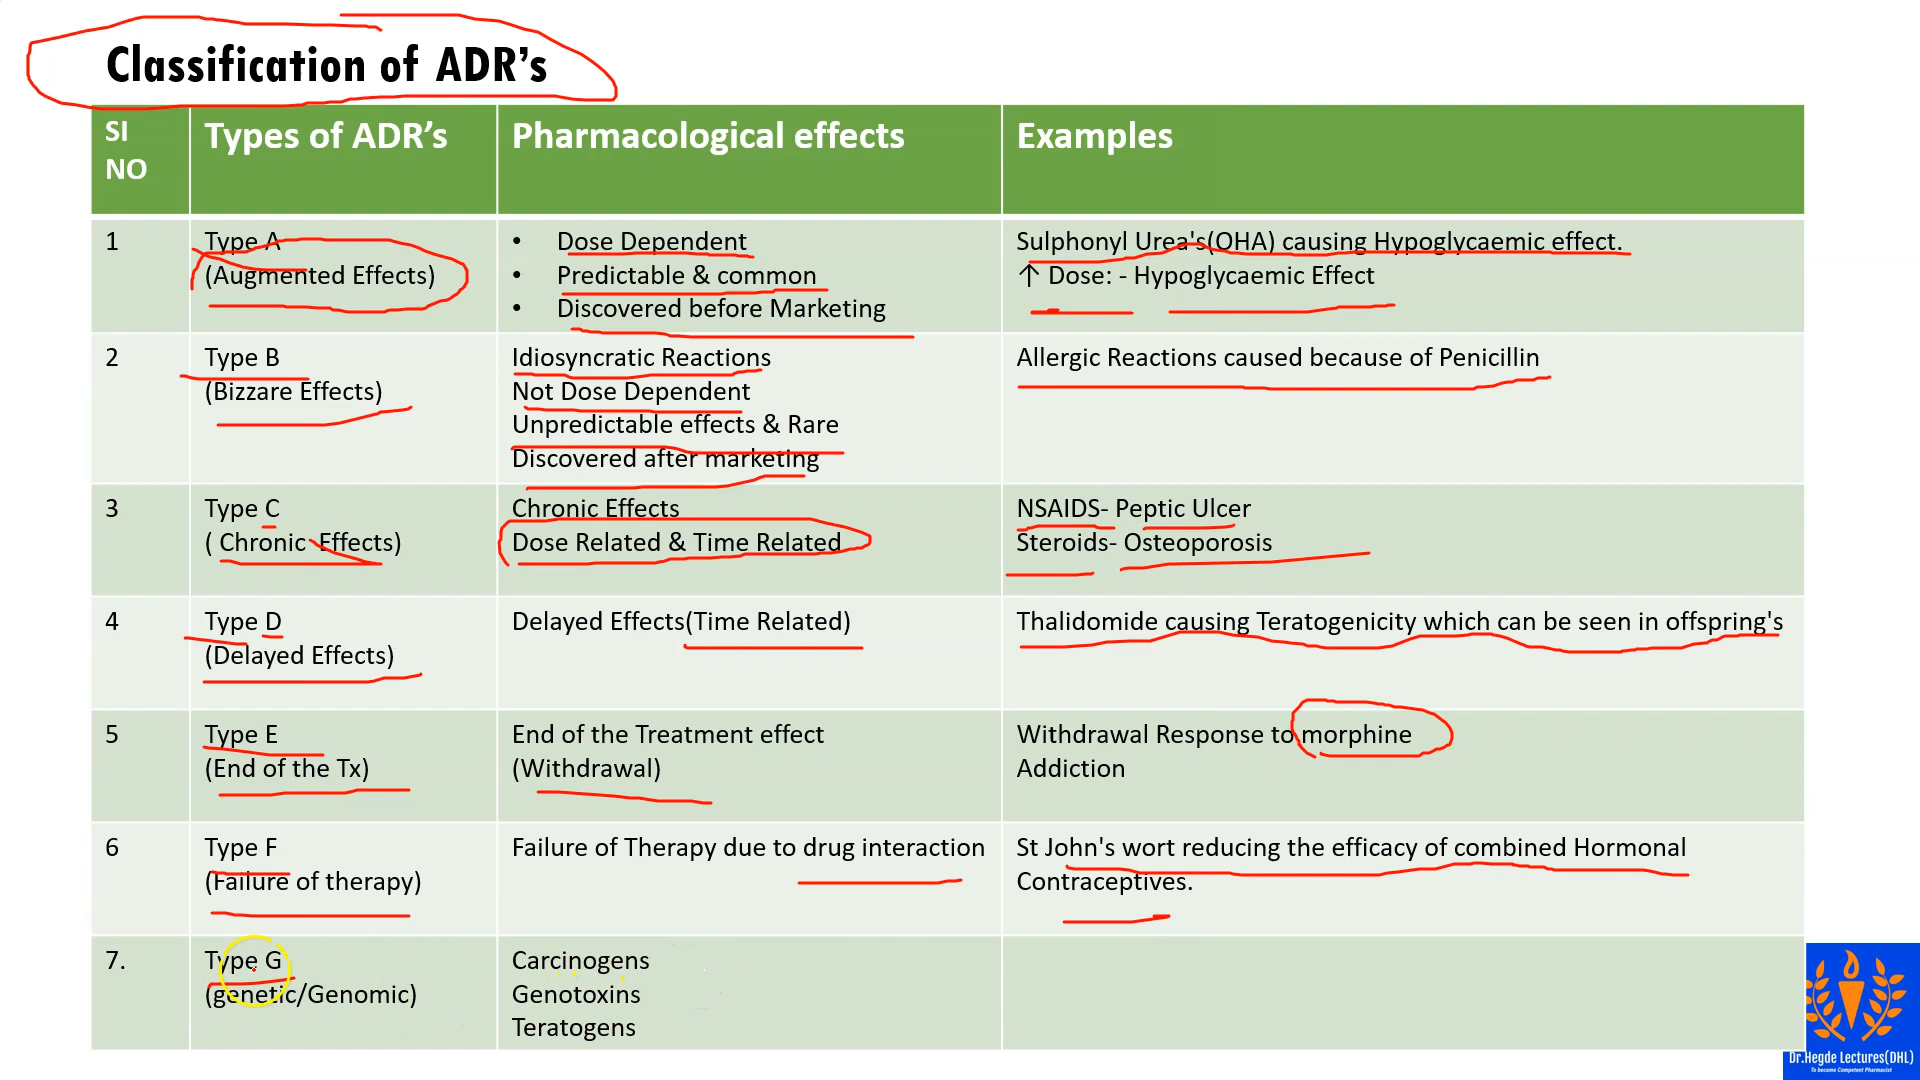 Classification of ADR's
SI NO
Types of ADR's
Pharmacological effects
Examples
1
Type A
(Augmented Effects)
• Dose Dependent
• Predictable & common
• Discovered before Marketing
Sulphonyl Urea's(OHA) causing Hypoglycaemic effect.
↑ Dose: - Hypoglycaemic Effect
2
Type B
(Bizzare Effects)
Idiosyncratic Reactions
Not Dose Dependent
Unpredictable effects & Rare
Discovered after marketing
Allergic Reactions caused because of Penicillin
3
Type C
( Chronic Effects)
Chronic Effects
Dose Related & Time Related
NSAIDS- Peptic Ulcer
Steroids- Osteoporosis
4
Type D
(Delayed Effects)
Delayed Effects(Time Related)
Thalidomide causing Teratogenicity which can be seen in offspring's
5
Type E
(End of the Tx)
End of the Treatment effect
(Withdrawal)
Withdrawal Response to morphine
Addiction
6
Type F
(Failure of therapy)
Failure of Therapy due to drug interaction
St John's wort reducing the efficacy of combined Hormonal
Contraceptives.
7.
Type G
(genetic/Genomic)
Carcinogens
Genotoxins
Teratogens
Dr.Hegde Lectures(DHL)
To become Competent Pharmacist